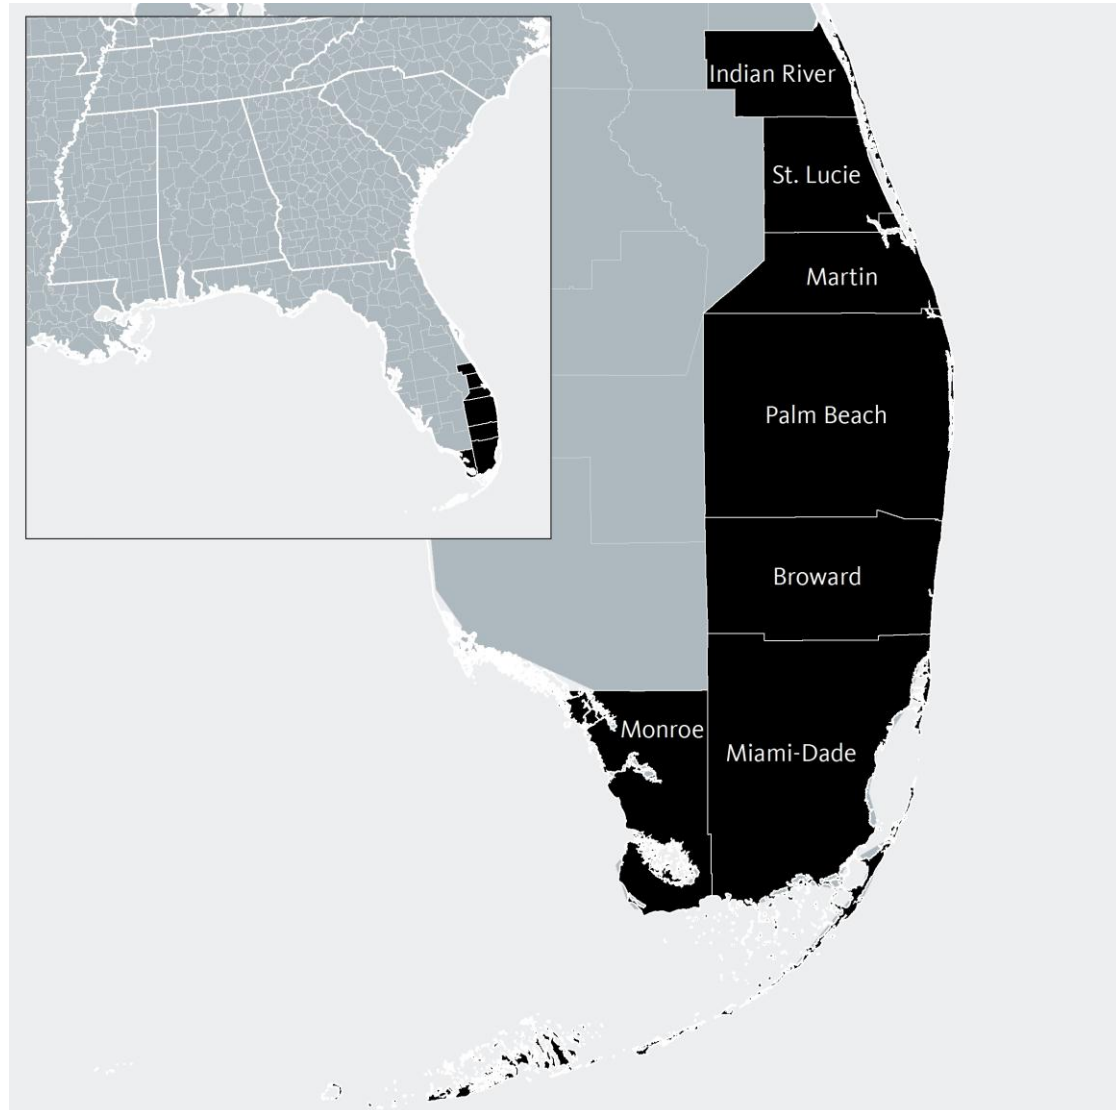 Indian River
St. Lucie
Martin
Palm Beach
Broward
Monroe
Miami-Dade